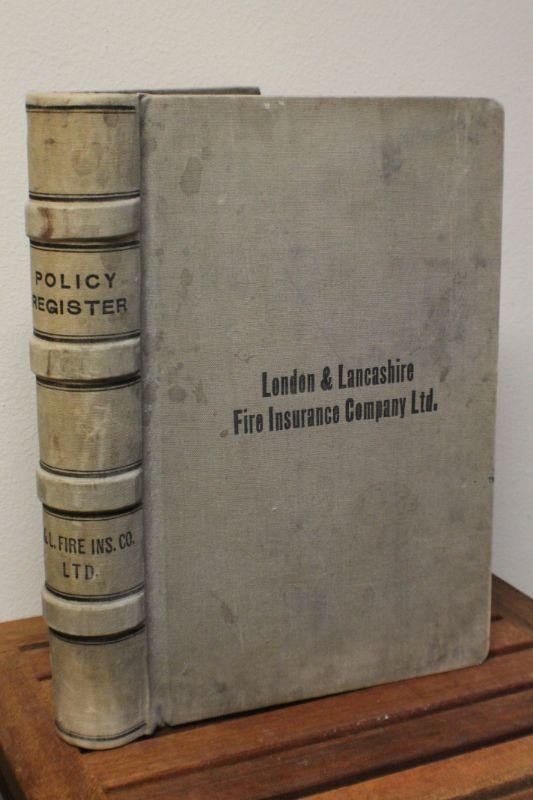 POLICY
REGISTER
& L. FIRE INS. CO.
LTD.
London & Lancashire
Fire Insurance Company Ltd.